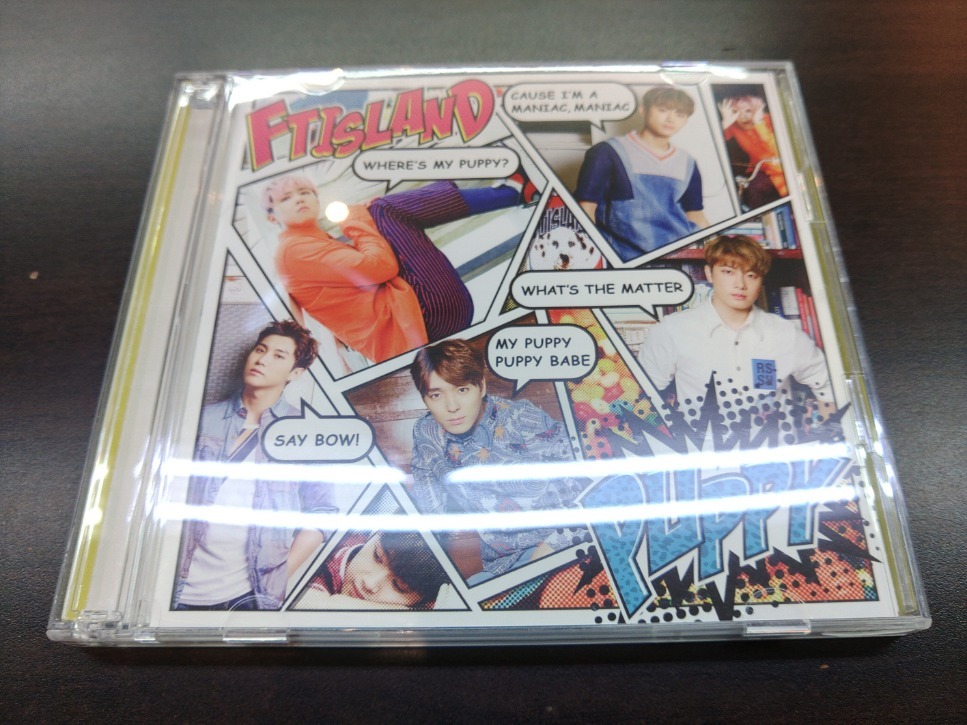 FTISLAND
CAUSE I'M A
MANIAC, MANIAC
WHERE'S MY PUPPY?
WHAT'S THE MATTER
MY PUPPY
PUPPY BABE
SAY BOW!
PUPPY